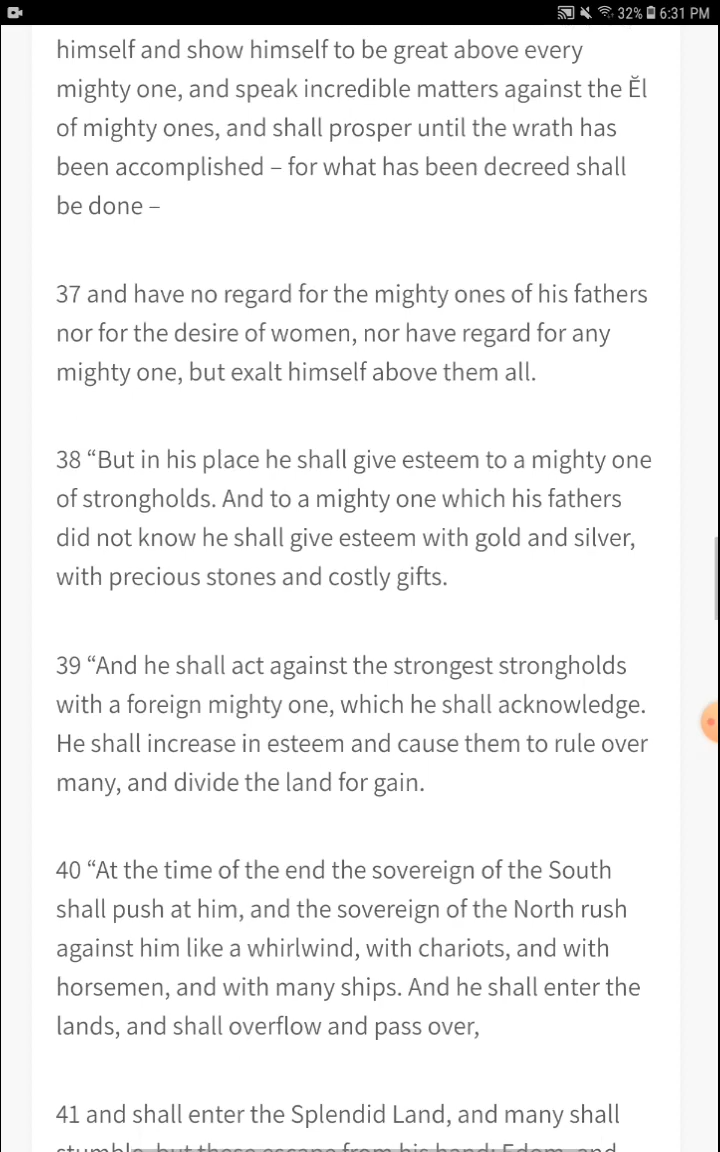 32% 6:31 PM
himself and show himself to be great above every
mighty one, and speak incredible matters against the Ěl
of mighty ones, and shall prosper until the wrath has
been accomplished – for what has been decreed shall
be done –
37 and have no regard for the mighty ones of his fathers
nor for the desire of women, nor have regard for any
mighty one, but exalt himself above them all.
38 “But in his place he shall give esteem to a mighty one
of strongholds. And to a mighty one which his fathers
did not know he shall give esteem with gold and silver,
with precious stones and costly gifts.
39 “And he shall act against the strongest strongholds
with a foreign mighty one, which he shall acknowledge.
He shall increase in esteem and cause them to rule over
many, and divide the land for gain.
40 “At the time of the end the sovereign of the South
shall push at him, and the sovereign of the North rush
against him like a whirlwind, with chariots, and with
horsemen, and with many ships. And he shall enter the
lands, and shall overflow and pass over,
41 and shall enter the Splendid Land, and many shall
stumble, but these escape from his hand: Edom, and